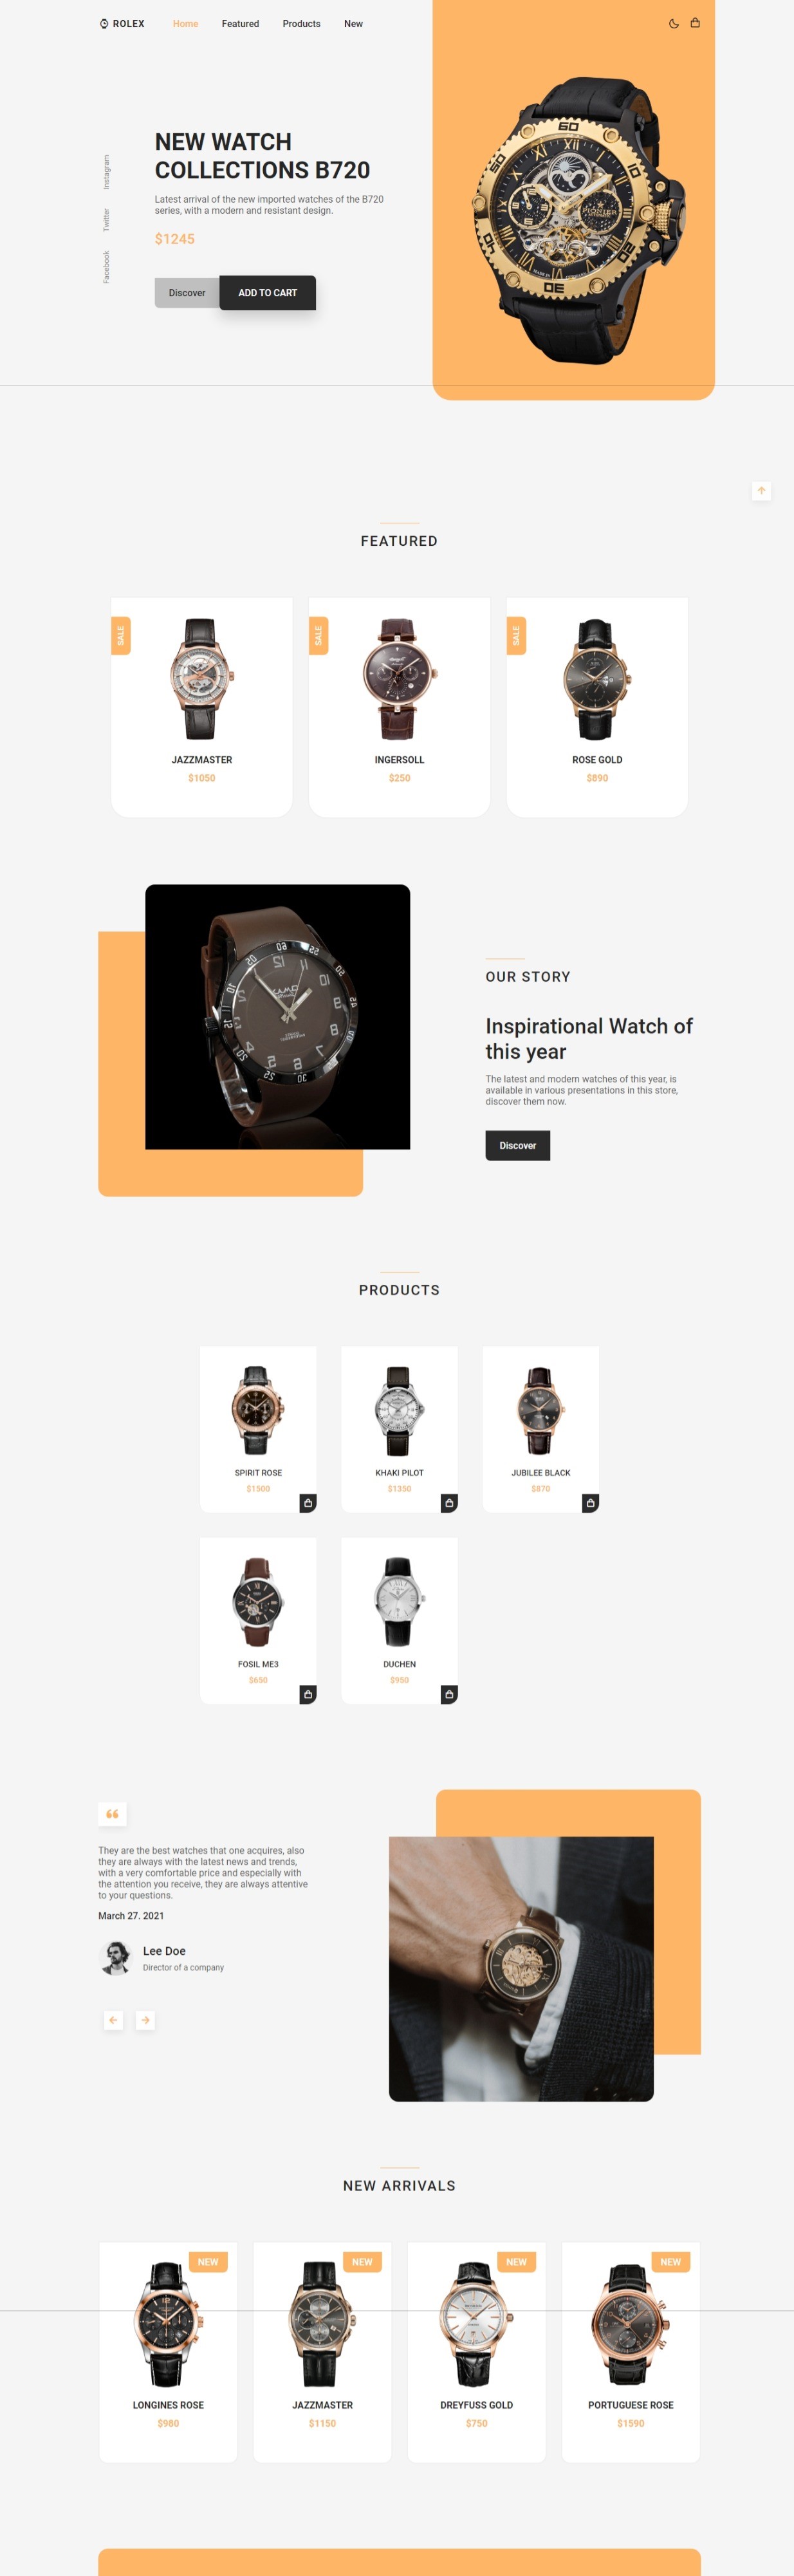 ROLEX
Home
Featured
Products
New
Instagram
Twitter
Facebook
NEW WATCH
COLLECTIONS B720
Latest arrival of the new imported watches of the B720
series, with a modern and resistant design.
$1245
Discover
ADD TO CART
FEATURED
SALE
JAZZMASTER
$1050
SALE
INGERSOLL
$250
SALE
ROSE GOLD
$890
OUR STORY
Inspirational Watch of
this year
The latest and modern watches of this year, is
available in various presentations in this store,
discover them now.
Discover
PRODUCTS
SPIRIT ROSE
$1500
KHAKI PILOT
$1350
JUBILEE BLACK
$870
FOSIL ME3
$650
DUCHEN
$950
They are the best watches that one acquires, also
they are always with the latest news and trends,
with a very comfortable price and especially with
the attention you receive, they are always attentive
to your questions.
March 27. 2021
Lee Doe
Director of a company
NEW ARRIVALS
NEW
LONGINES ROSE
$980
NEW
JAZZMASTER
$1150
NEW
DREYFUSS GOLD
$750
NEW
PORTUGUESE ROSE
$1590